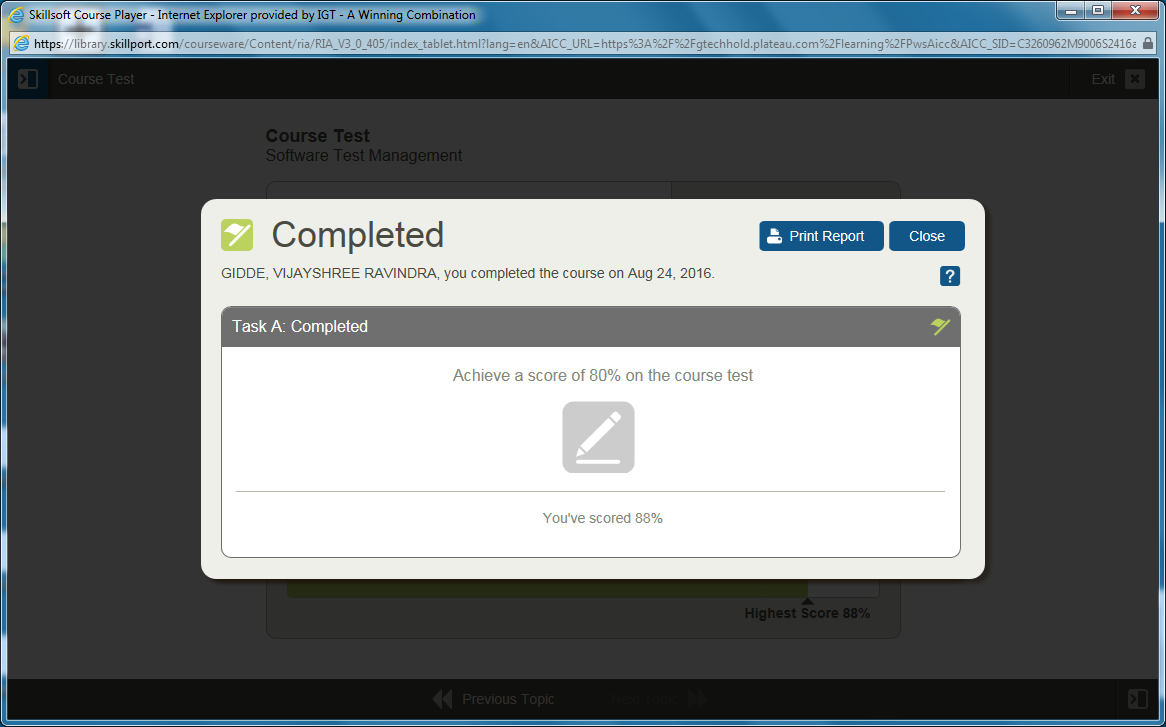 Skillsoft Course Player - Internet Explorer provided by IGT - A Winning Combination
https://library.skillport.com/courseware/Content/ria/RIA_V3_0_405/index_tablet.html?lang=en&AICC_URL=https%3A%2F%2Fgtechhold.plateau.com%2Flearning%2FPwsAicc&AICC_SID=C3260962M9006S2416a
Course Test
Exit
Course Test
Software Test Management
Completed
Print Report
Close
GIDDE, VIJAYSHREE RAVINDRA, you completed the course on Aug 24, 2016.
?
Task A: Completed
Achieve a score of 80% on the course test
You've scored 88%
Highest Score 88%
Previous Topic
Next Topic